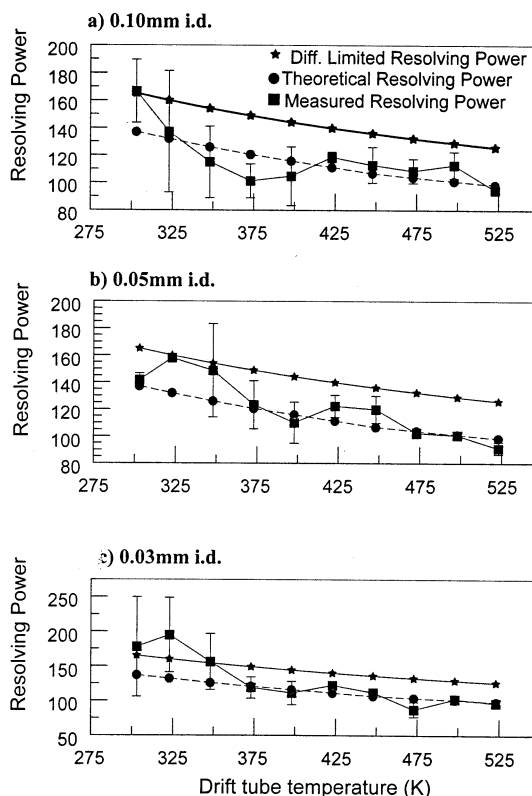 a) 0.10mm i.d.
200
180
160
140
120
100
80
Resolving Power
Diff. Limited Resolving Power
Theoretical Resolving Power
Measured Resolving Power
275 325 375 425 475 525
b) 0.05mm i.d.
200
180
160
140
120
100
80
Resolving Power
275 325 375 425 475 525
c) 0.03mm i.d.
250
200
150
100
50
Resolving Power
275 325 375 425 475 525
Drift tube temperature (K)